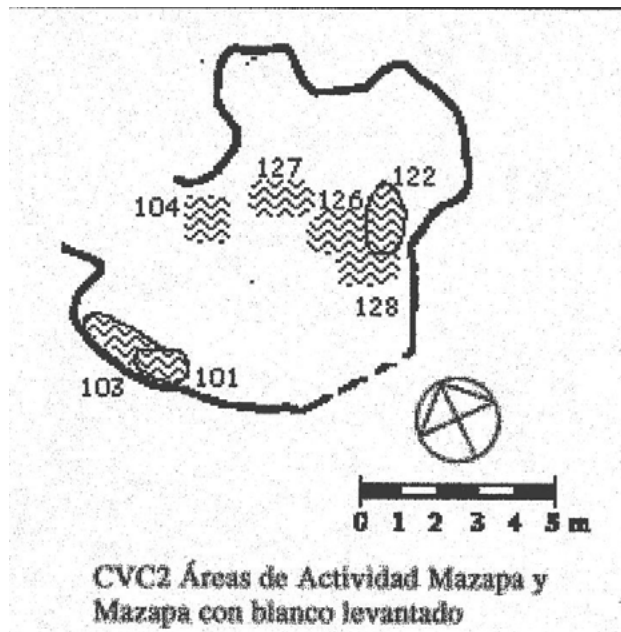 127
122
104
126
128
103
101
0 1 2 3 4 5 m
CVC2 Áreas de Actividad Mazapa y
Mazapa con blanco levantado